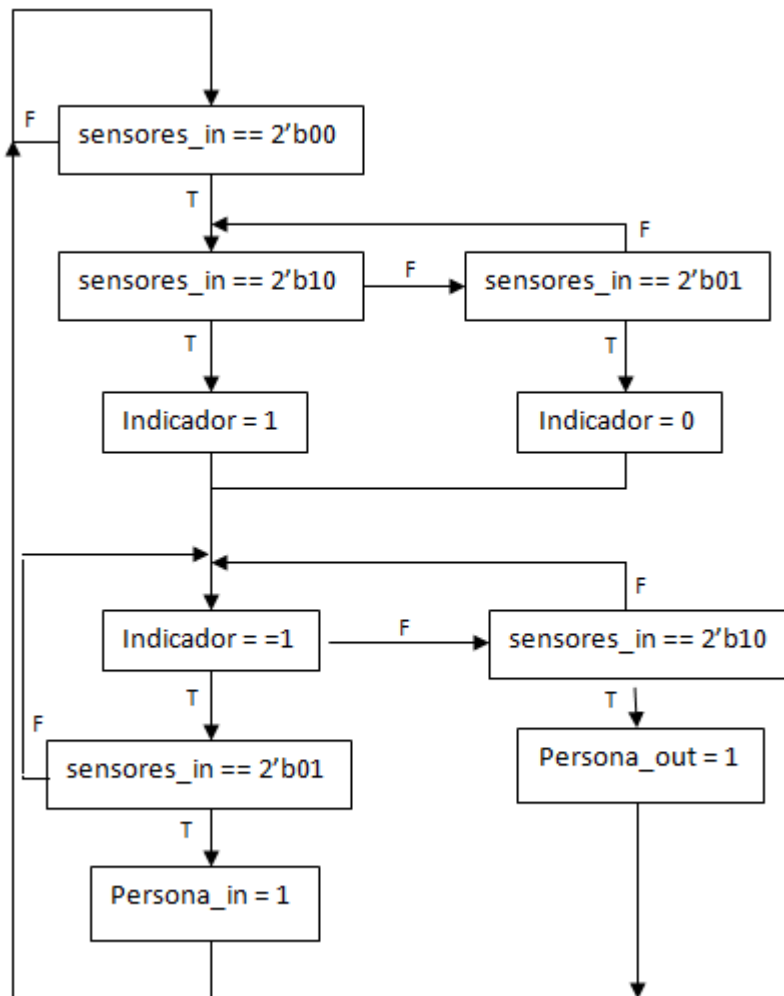 F
sensores_in == 2’b00
T
F
sensores_in == 2’b10
F
sensores_in == 2’b01
T
T
Indicador = 1
Indicador = 0
F
Indicador = =1
F
sensores_in == 2’b10
T
T
F
Persona_out = 1
sensores_in == 2’b01
T
Persona_in = 1